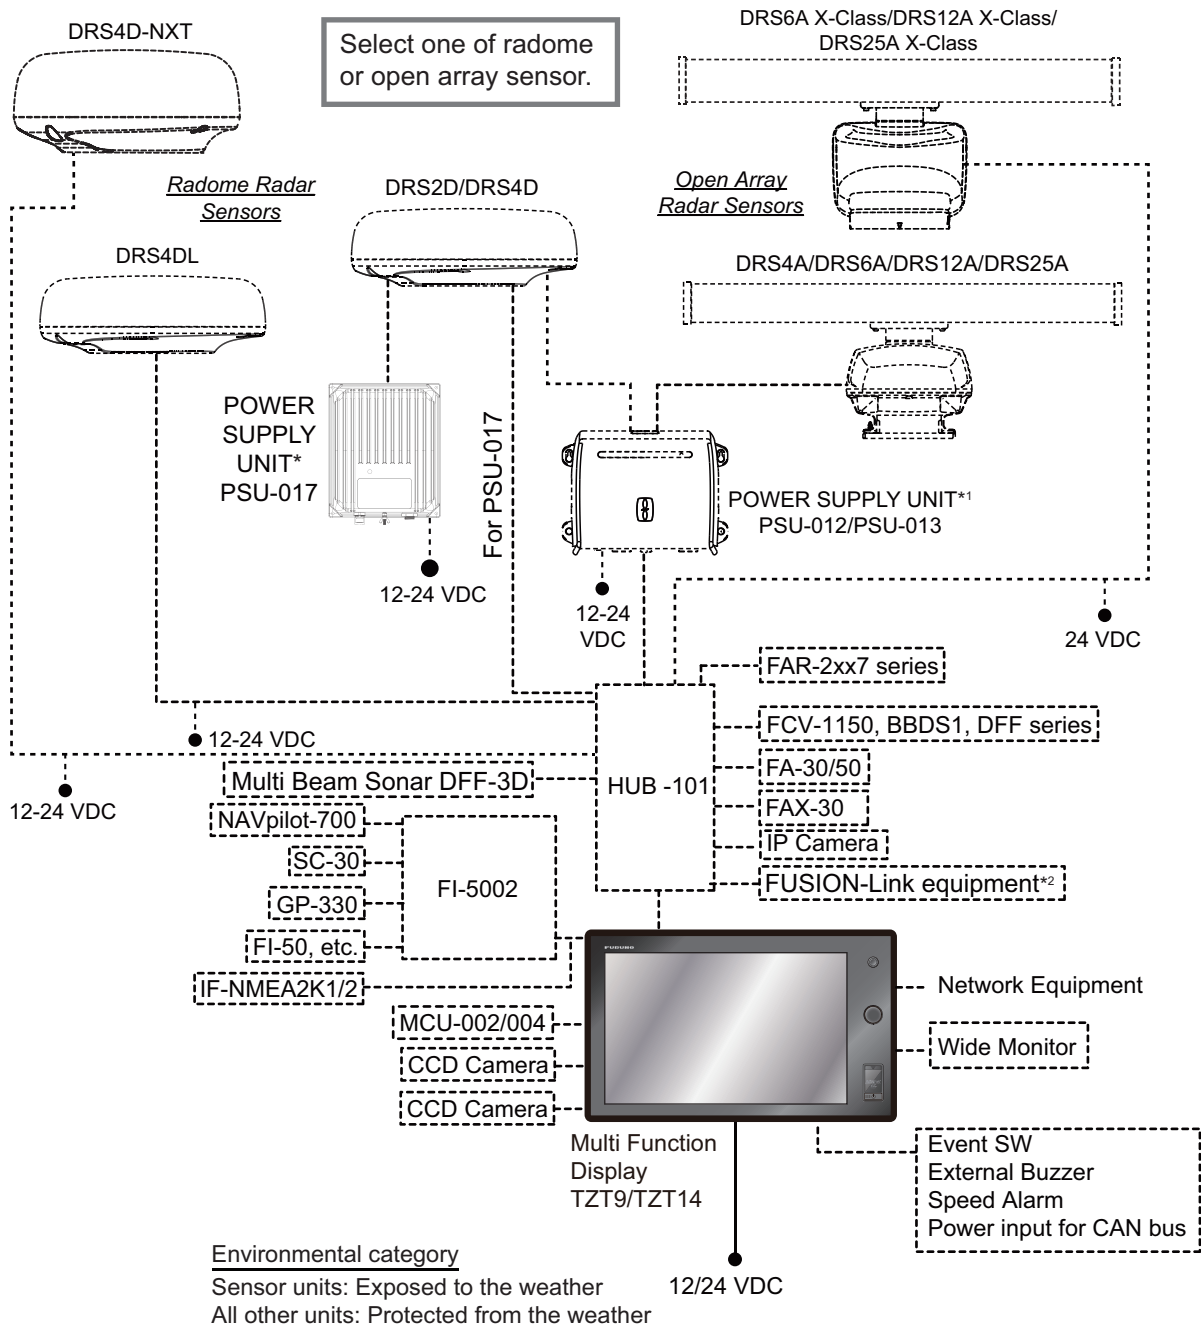 DRS4D-NXT
Select one of radome
or open array sensor.
DRS6A X-Class/DRS12A X-Class/
DRS25A X-Class
Radome Radar
Sensors
DRS2D/DRS4D
Open Array
Radar Sensors
DRS4DL
DRS4A/DRS6A/DRS12A/DRS25A
POWER
SUPPLY
UNIT*
PSU-017
For PSU-017
POWER SUPPLY UNIT*1
PSU-012/PSU-013
12-24 VDC
12-24
VDC
24 VDC
FAR-2xx7 series
12-24 VDC
FCV-1150, BBDS1, DFF series
Multi Beam Sonar DFF-3D
HUB -101
FA-30/50
12-24 VDC
FAX-30
NAVpilot-700
IP Camera
SC-30
FI-5002
FUSION-Link equipment*2
GP-330
FI-50, etc.
FURUNO
IF-NMEA2K1/2
Network Equipment
MCU-002/004
Wide Monitor
CCD Camera
CCD Camera
Multi Function
Display
TZT9/TZT14
Event SW
External Buzzer
Speed Alarm
Power input for CAN bus
Environmental category
Sensor units: Exposed to the weather
All other units: Protected from the weather
12/24 VDC